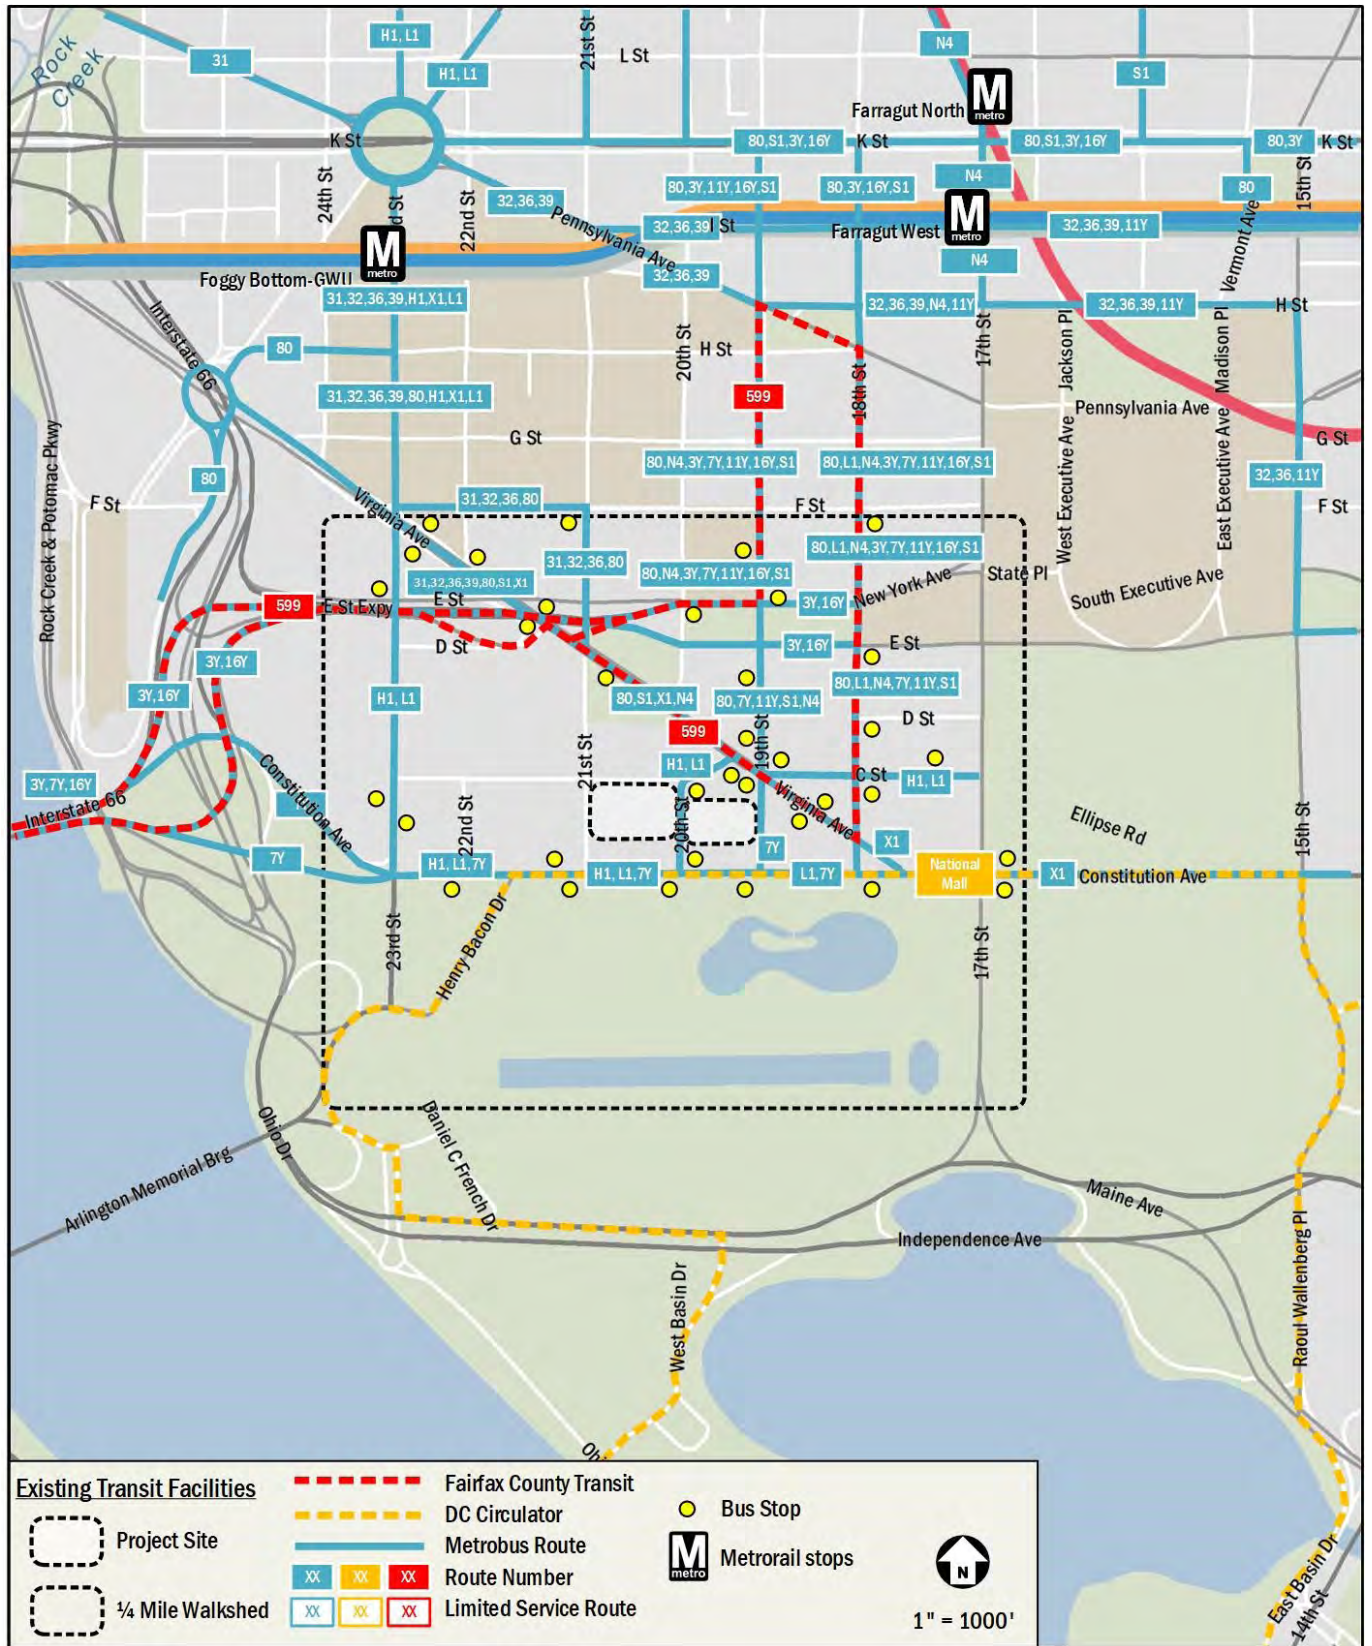 Rock
Creek
31
H1, L1
H1, L1
21st St
L St
N4
S1
M
metro
Farragut North
K St
80,S1,3Y,16Y
K St
80,S1,3Y,16Y
80,3Y
K St
24th St
22nd St
32,36,39
80,3Y,11Y,16Y,S1
80,3Y,16Y,S1
N4
80
15th St
Pennsylvania Ave
32,36,39
I St
Farragut West
M
metro
32,36,39,11Y
Vermont Ave
M
metro
Foggy Bottom-GWU
32,36,39
N4
31,32,36,39,H1,X1,L1
32,36,39,N4,11Y
32,36,39,11Y
H St
Interstate 66
80
20th St
H St
17th St
Jackson Pl
Madison Pl
31,32,36,39,80,H1,X1,L1
599
18th St
Pennsylvania Ave
G St
G St
80
80,N4,3Y,7Y,11Y,16Y,S1
80,L1,N4,3Y,7Y,11Y,16Y,S1
32,36,11Y
Rock Creek & Potomac Pkwy
F St
Virginia Ave
31,32,36,80
F St
West Executive Ave
East Executive Ave
F St
31,32,36,80
80,L1,N4,3Y,7Y,11Y,16Y,S1
31,32,36,39,80,S1,X1
80,N4,3Y,7Y,11Y,16Y,S1
State Pl
New York Ave
South Executive Ave
599
E St Expy
E St
3Y,16Y
D St
3Y,16Y
E St
3Y,16Y
3Y,16Y
H1, L1
80,S1,X1,N4
80,7Y,11Y,S1,N4
80,L1,N4,7Y,11Y,S1
D St
599
19th St
21st St
H1, L1
C St
H1, L1
3Y,7Y,16Y
Interstate 66
Constitution Ave
22nd St
20th St
Virginia Ave
Ellipse Rd
15th St
7Y
H1, L1,7Y
H1, L1,7Y
7Y
L1,7Y
X1
National
Mall
X1
Constitution Ave
23rd St
Henry Bacon Dr
17th St
Ohio Dr
Daniel C French Dr
Arlington Memorial Brg
Maine Ave
Independence Ave
West Basin Dr
Raoul Wallenberg Pl
East Basin Dr
14th St
Existing Transit Facilities
Project Site
¼ Mile Walkshed
Fairfax County Transit
DC Circulator
Metrobus Route
XX XX XX Route Number
XX XX XX Limited Service Route
Bus Stop
M
metro
Metrorail stops
N
1" = 1000'